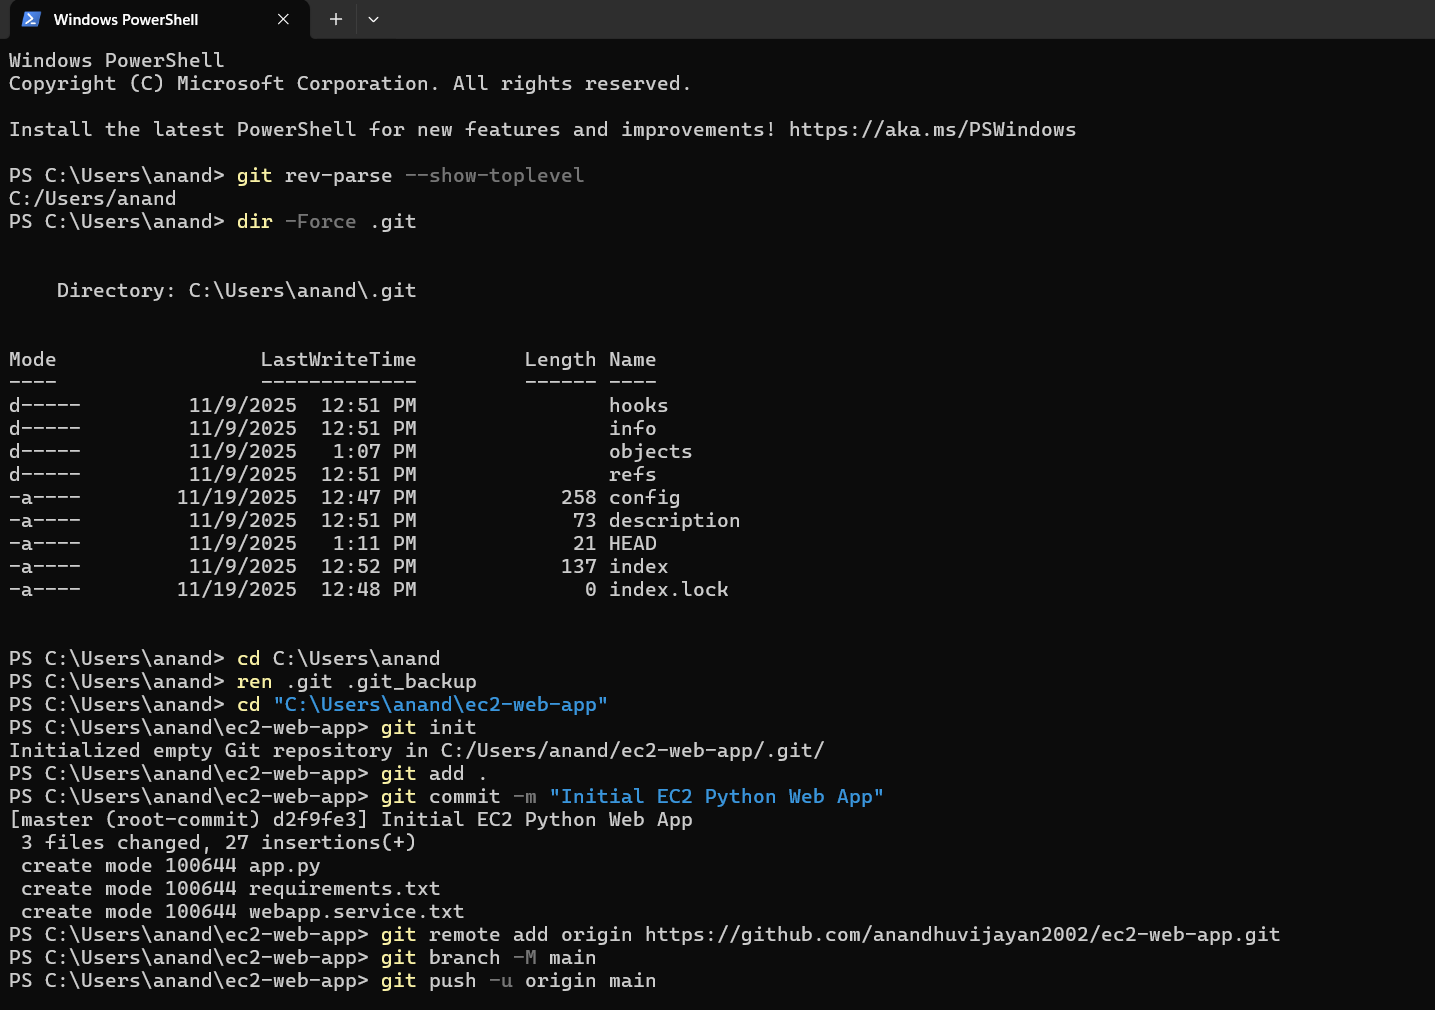 Windows PowerShell
Windows PowerShell
Copyright (C) Microsoft Corporation. All rights reserved.
Install the latest PowerShell for new features and improvements! https://aka.ms/PSWindows
PS C:\Users\anand> git rev-parse --show-toplevel
C:/Users/anand
PS C:\Users\anand> dir -Force .git
    Directory: C:\Users\anand\.git
Mode                 LastWriteTime         Length Name
----                 -------------         ------ ----
d-----         11/9/2025  12:51 PM                hooks
d-----         11/9/2025  12:51 PM                info
d-----         11/9/2025   1:07 PM                objects
d-----         11/9/2025  12:51 PM                refs
-a----        11/19/2025  12:47 PM            258 config
-a----         11/9/2025  12:51 PM             73 description
-a----         11/9/2025   1:11 PM             21 HEAD
-a----         11/9/2025  12:52 PM            137 index
-a----        11/19/2025  12:48 PM              0 index.lock
PS C:\Users\anand> cd C:\Users\anand
PS C:\Users\anand> ren .git .git_backup
PS C:\Users\anand> cd "C:\Users\anand\ec2-web-app"
PS C:\Users\anand\ec2-web-app> git init
Initialized empty Git repository in C:/Users/anand/ec2-web-app/.git/
PS C:\Users\anand\ec2-web-app> git add .
PS C:\Users\anand\ec2-web-app> git commit -m "Initial EC2 Python Web App"
[master (root-commit) d2f9fe3] Initial EC2 Python Web App
 3 files changed, 27 insertions(+)
 create mode 100644 app.py
 create mode 100644 requirements.txt
 create mode 100644 webapp.service.txt
PS C:\Users\anand\ec2-web-app> git remote add origin https://github.com/anandhuvijayan2002/ec2-web-app.git
PS C:\Users\anand\ec2-web-app> git branch -M main
PS C:\Users\anand\ec2-web-app> git push -u origin main